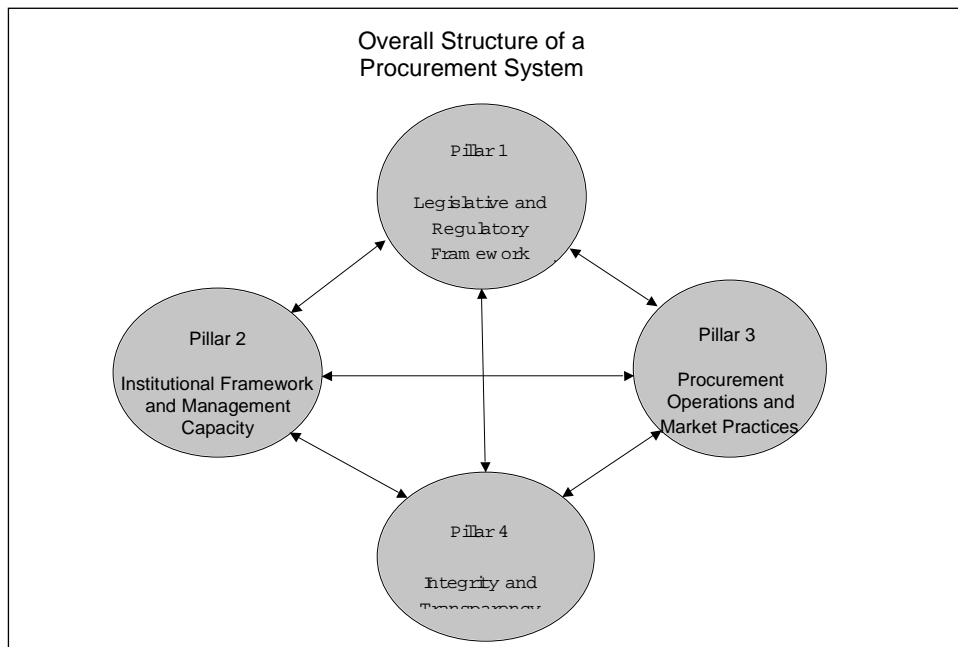 Overall Structure of a
Procurement System
Pillar 1
Legislative and
Regulatory
Framework
Pillar 2
Institutional Framework
and Management
Capacity
Pillar 3
Procurement
Operations and
Market Practices
Pillar 4
Integrity and
Transparency